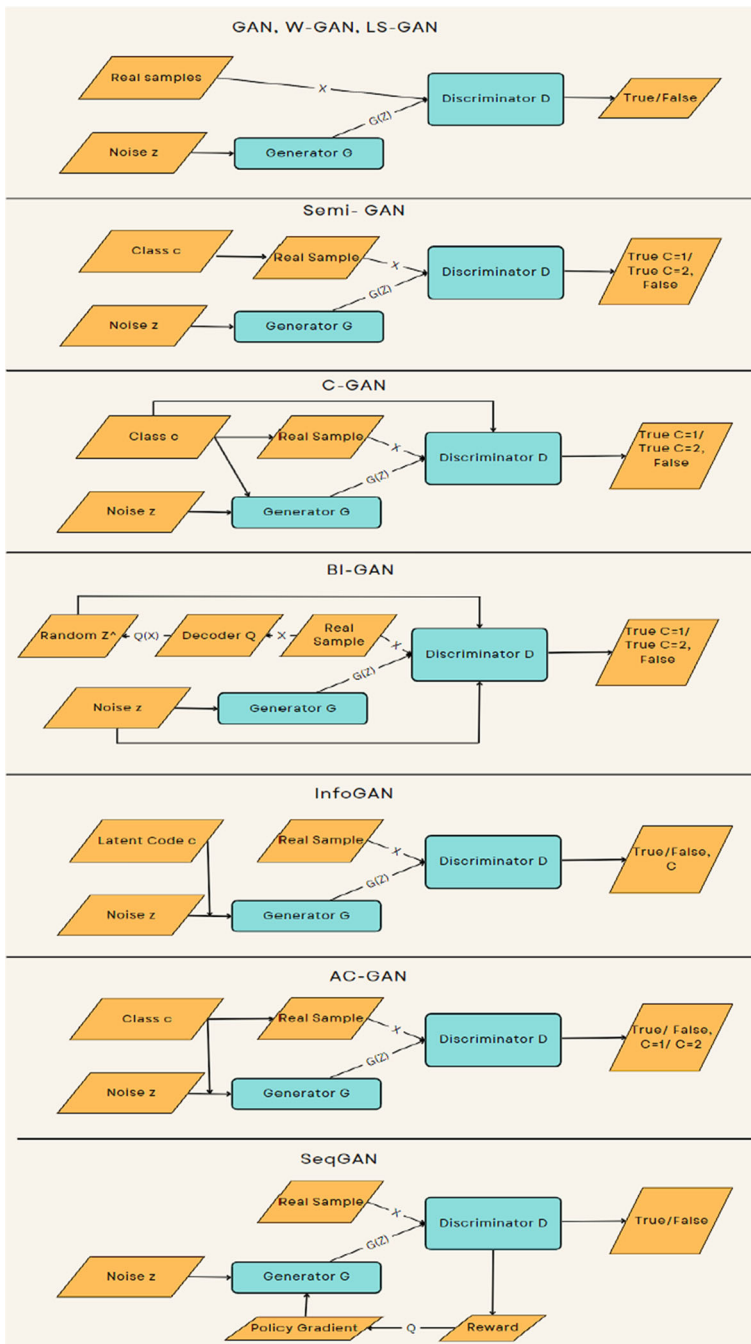 GAN, W-GAN, LS-GAN
Real samples
X
Discriminator D
True/False
G(Z)
Noise z
Generator G
Semi- GAN
Class c
Real Sample
X
Discriminator D
True C=1/
True C=2,
False
G(Z)
Noise z
Generator G
C-GAN
Class c
Real Sample
X
Discriminator D
True C=1/
True C=2,
False
G(Z)
Noise z
Generator G
BI-GAN
Random Z^
Q(X)
Decoder Q
X
Real
Sample
X
Discriminator D
True C=1/
True C=2,
False
G(Z)
Noise z
Generator G
InfoGAN
Latent Code c
Real Sample
X
Discriminator D
True/False,
C
G(Z)
Noise z
Generator G
AC-GAN
Class c
Real Sample
X
Discriminator D
True/ False,
C=1/ C=2
G(Z)
Noise z
Generator G
SeqGAN
Real Sample
X
Discriminator D
True/False
G(Z)
Noise z
Generator G
Policy Gradient
Q
Reward